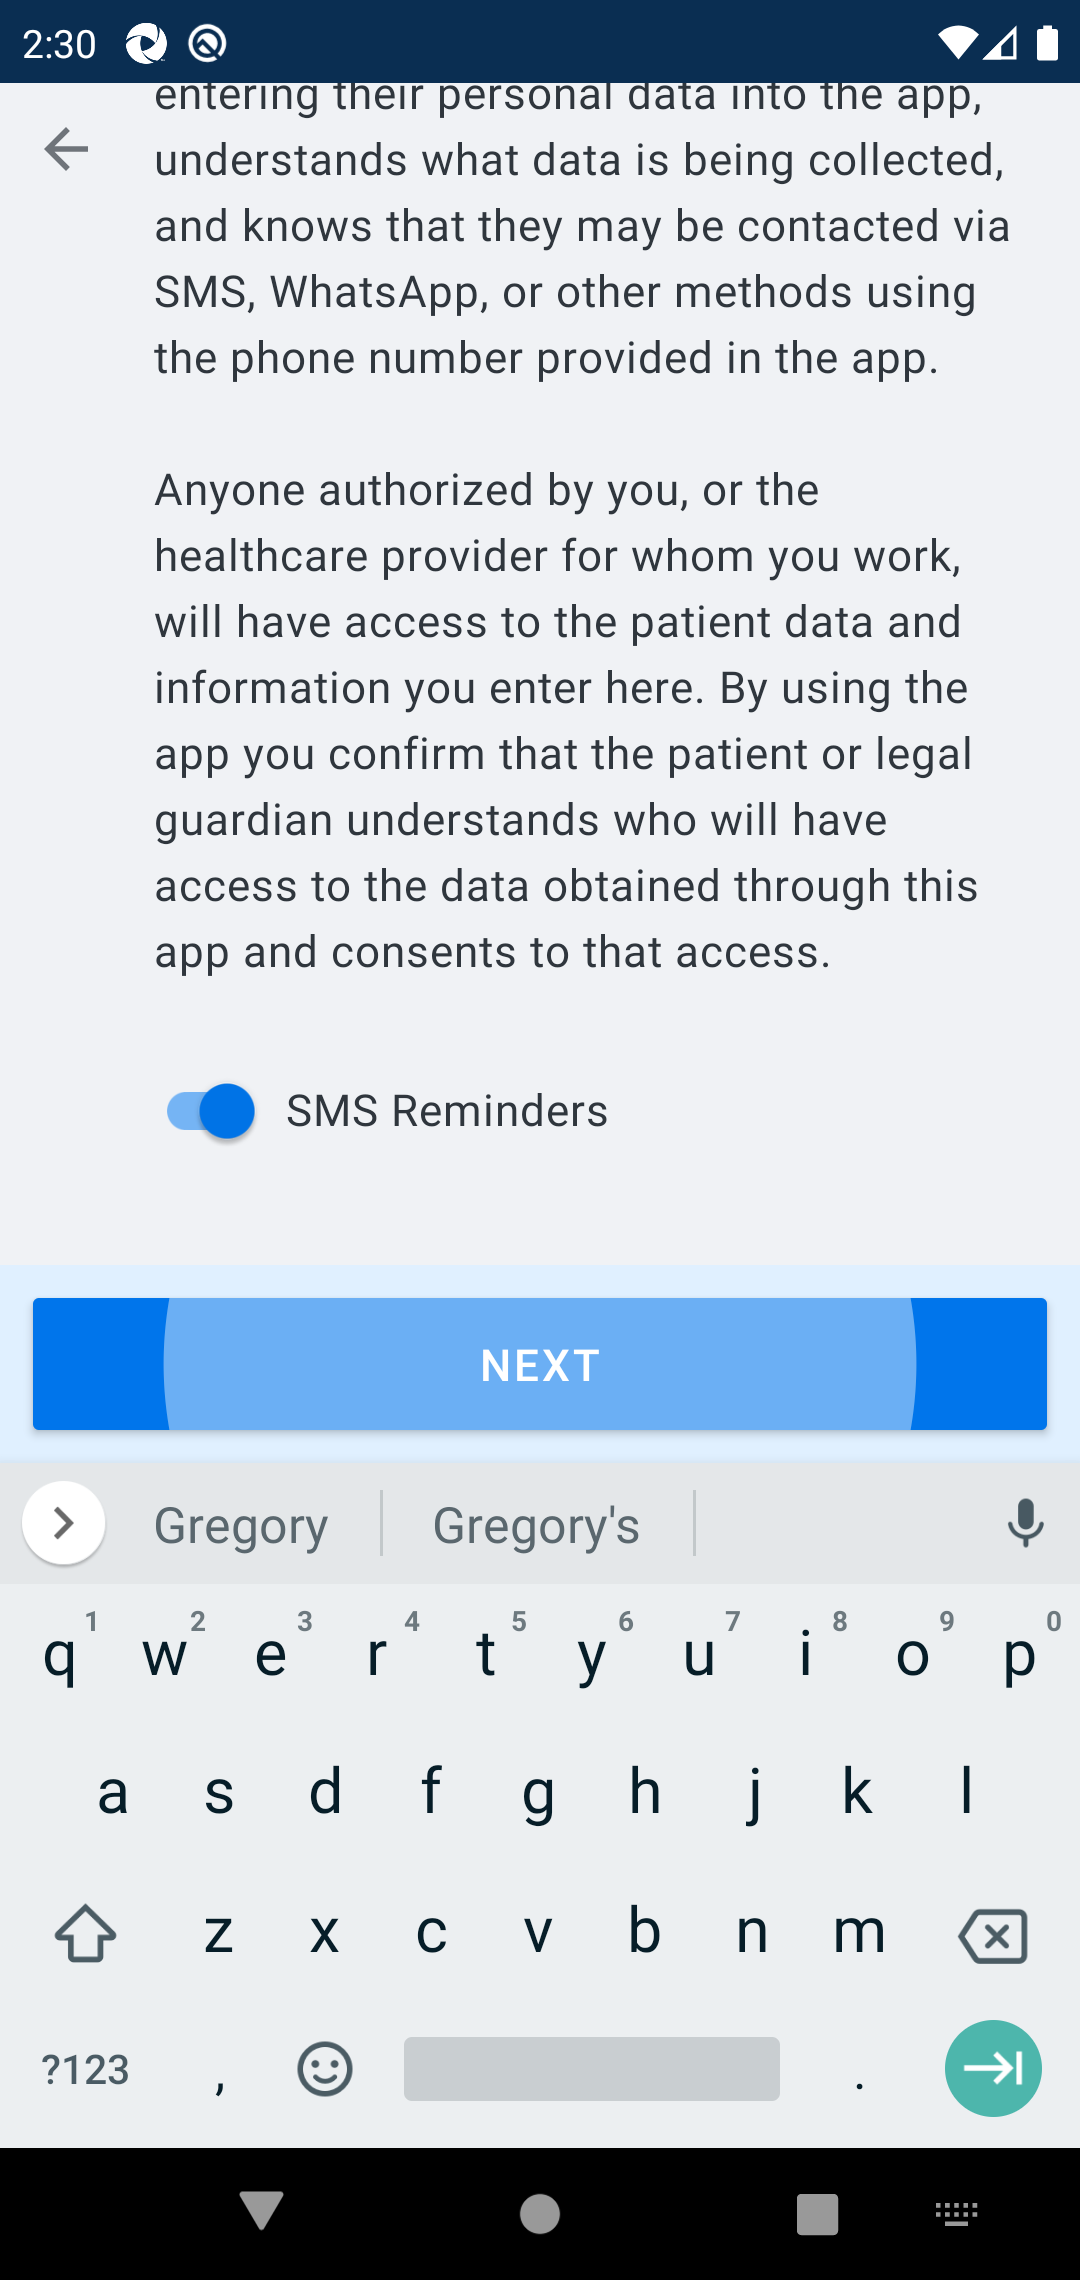 2:30
entering their personal data into the app,
understands what data is being collected,
and knows that they may be contacted via
SMS, WhatsApp, or other methods using
the phone number provided in the app.
Anyone authorized by you, or the
healthcare provider for whom you work,
will have access to the patient data and
information you enter here. By using the
app you confirm that the patient or legal
guardian understands who will have
access to the data obtained through this
app and consents to that access.
SMS Reminders
NEXT
Gregory Gregory's
1 2 3 4 5 6 7 8 9 0
q w e r t y u i o p
a s d f g h j k l
z x c v b n m
?123 , .